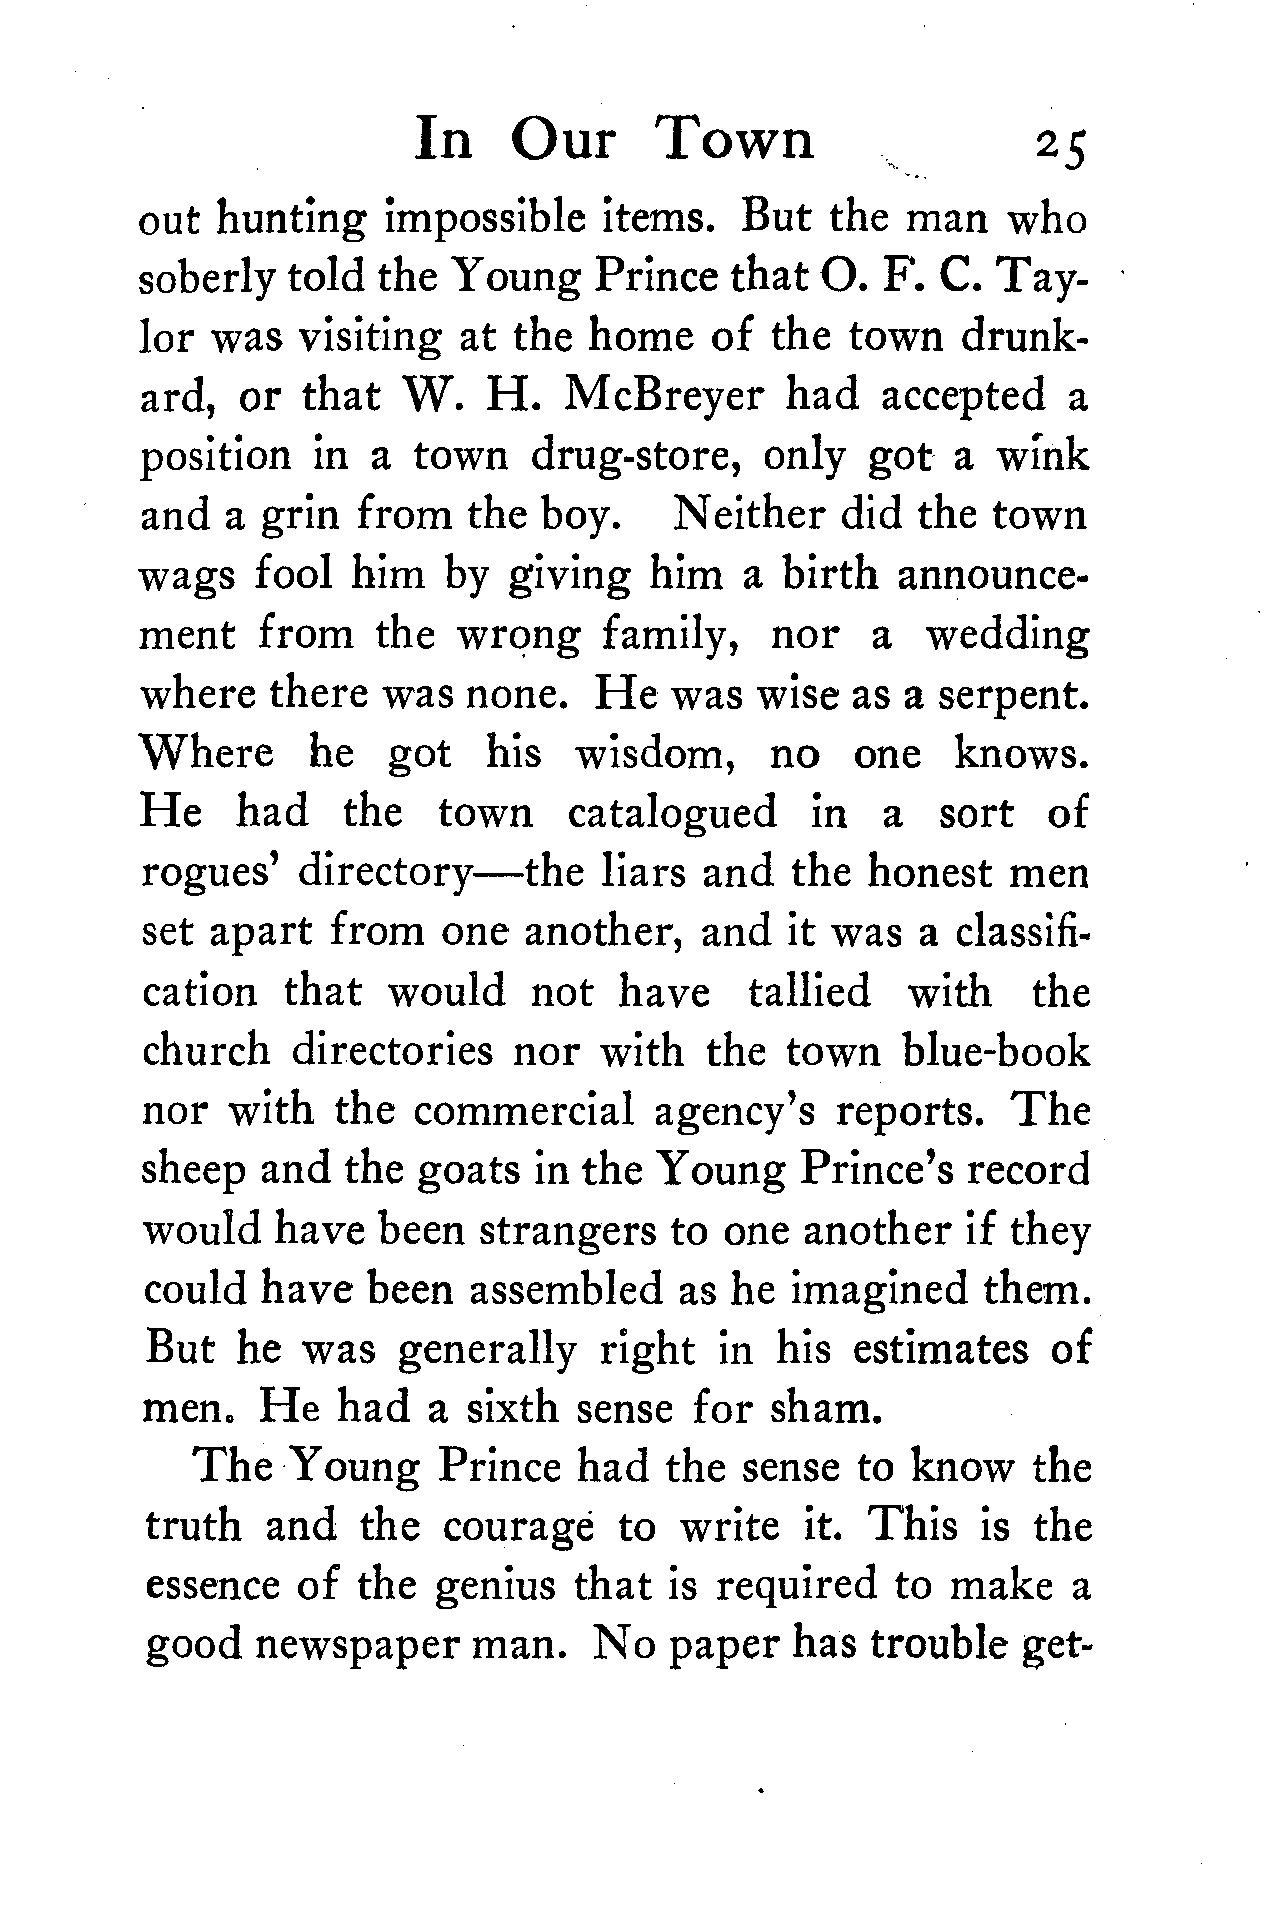 In Our Town 25
out hunting impossible items. But the man who
soberly told the Young Prince that O. F. C. Tay-
lor was visiting at the home of the town drunk-
ard, or that W. H. McBreyer had accepted a
position in a town drug-store, only got a wink
and a grin from the boy. Neither did the town
wags fool him by giving him a birth announce-
ment from the wrong family, nor a wedding
where there was none. He was wise as a serpent.
Where he got his wisdom, no one knows.
He had the town catalogued in a sort of
rogues’ directory—the liars and the honest men
set apart from one another, and it was a classifi-
cation that would not have tallied with the
church directories nor with the town blue-book
nor with the commercial agency’s reports. The
sheep and the goats in the Young Prince’s record
would have been strangers to one another if they
could have been assembled as he imagined them.
But he was generally right in his estimates of
men. He had a sixth sense for sham.
The Young Prince had the sense to know the
truth and the courage to write it. This is the
essence of the genius that is required to make a
good newspaper man. No paper has trouble get-